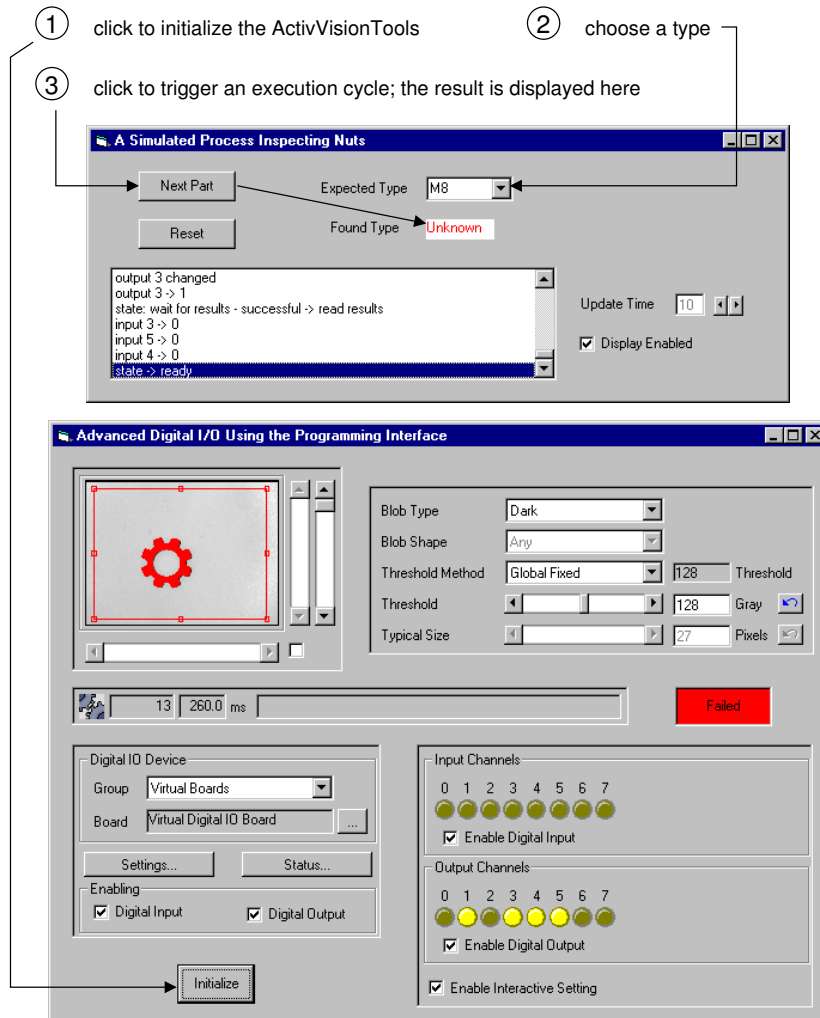 1 click to initialize the ActivVisionTools
2 choose a type
3 click to trigger an execution cycle; the result is displayed here
A Simulated Process Inspecting Nuts
Next Part
Expected Type M8
Reset
Found Type Unknown
output 3 changed
output 3 -> 1
state: wait for results - successful -> read results
input 3 -> 0
input 5 -> 0
input 4 -> 0
state -> ready
Update Time 10
Display Enabled
Advanced Digital I/O Using the Programming Interface
Blob Type Dark
Blob Shape Any
Threshold Method Global Fixed 128 Threshold
Threshold 128 Gray
Typical Size 27 Pixels
13 260.0 ms
Failed
Digital IO Device
Group Virtual Boards
Board Virtual Digital IO Board ...
Settings... Status...
Enabling
Digital Input Digital Output
Initialize
Input Channels
0 1 2 3 4 5 6 7
Enable Digital Input
Output Channels
0 1 2 3 4 5 6 7
Enable Digital Output
Enable Interactive Setting